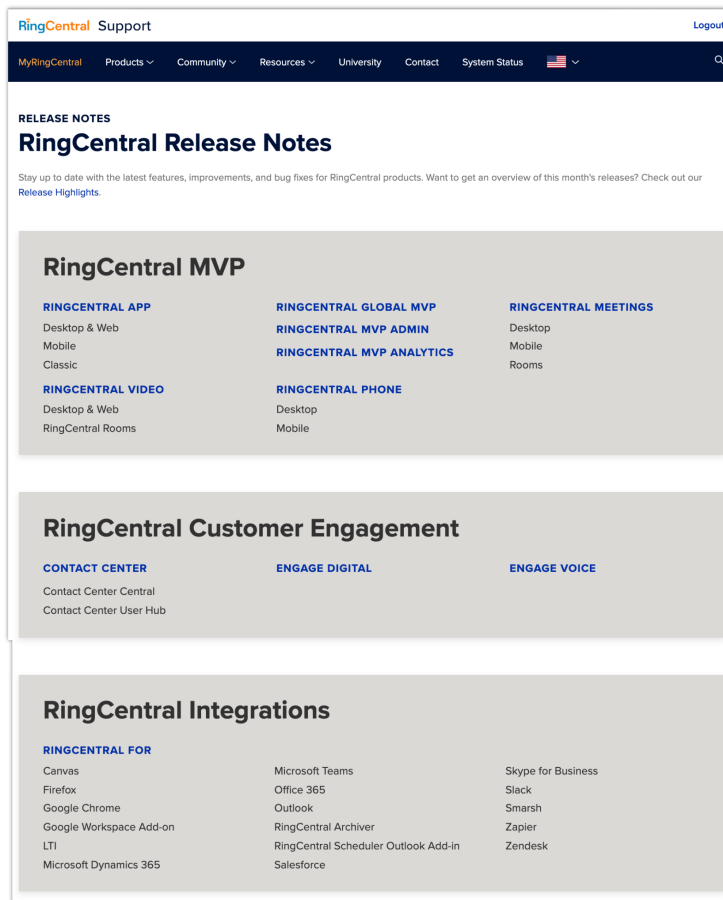 RingCentral Support
Logout
MyRingCentral Products Community Resources University Contact System Status
RELEASE NOTES
RingCentral Release Notes
Stay up to date with the latest features, improvements, and bug fixes for RingCentral products. Want to get an overview of this month's releases? Check out our
Release Highlights.
RingCentral MVP
RINGCENTRAL APP
Desktop & Web
Mobile
Classic
RINGCENTRAL VIDEO
Desktop & Web
RingCentral Rooms
RINGCENTRAL GLOBAL MVP
RINGCENTRAL MVP ADMIN
RINGCENTRAL MVP ANALYTICS
RINGCENTRAL PHONE
Desktop
Mobile
RINGCENTRAL MEETINGS
Desktop
Mobile
Rooms
RingCentral Customer Engagement
CONTACT CENTER
Contact Center Central
Contact Center User Hub
ENGAGE DIGITAL
ENGAGE VOICE
RingCentral Integrations
RINGCENTRAL FOR
Canvas
Firefox
Google Chrome
Google Workspace Add-on
LTI
Microsoft Dynamics 365
Microsoft Teams
Office 365
Outlook
RingCentral Archiver
RingCentral Scheduler Outlook Add-in
Salesforce
Skype for Business
Slack
Smarsh
Zapier
Zendesk